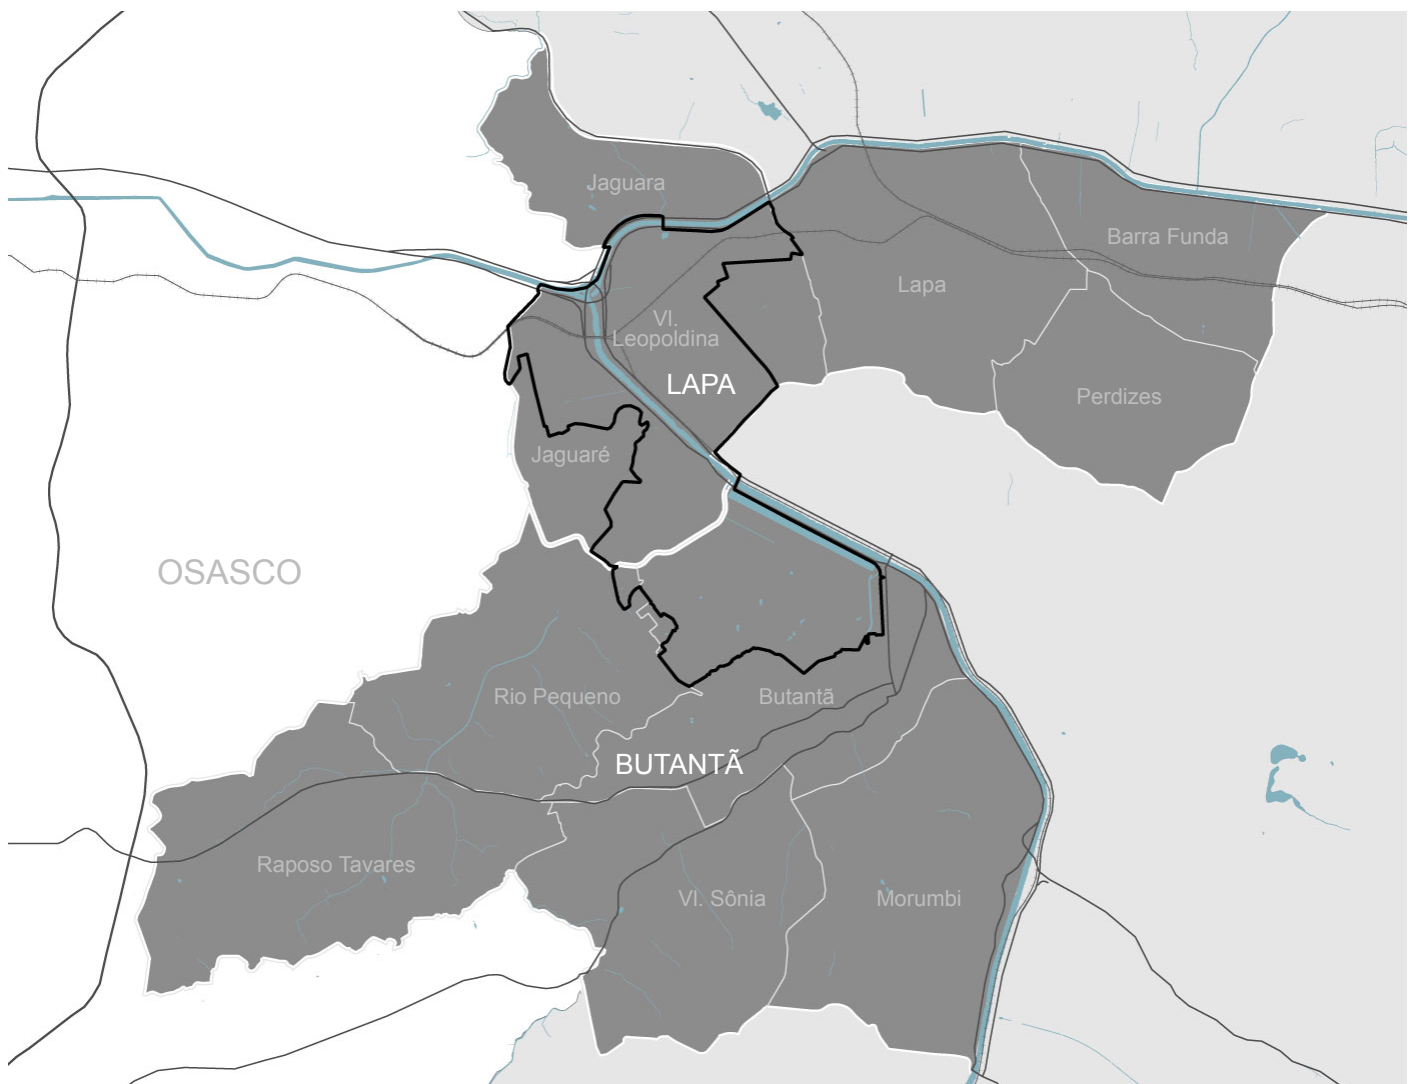 Jaguara
Barra Funda
Lapa
Vl.
Leopoldina
LAPA
Perdizes
Jaguaré
OSASCO
Rio Pequeno
Butantã
BUTANTÃ
Raposo Tavares
Vl. Sônia
Morumbi